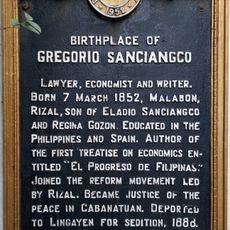 1951
BIRTHPLACE OF
GREGORIO SANCIANGCO
LAWYER, ECONOMIST AND WRITER.
BORN 7 MARCH 1852, MALABON,
RIZAL, SON OF ELADIO SANCIANGCO
AND REGINA GOZON. EDUCATED IN THE
PHILIPPINES AND SPAIN. AUTHOR OF
THE FIRST TREATISE ON ECONOMICS EN-
TITLED "EL PROGRESO DE FILIPINAS."
JOINED THE REFORM MOVEMENT LED
BY RIZAL. BECAME JUSTICE OF THE
PEACE IN CABANATUAN. DEPORTED
TO LINGAYEN FOR SEDITION, 1884.